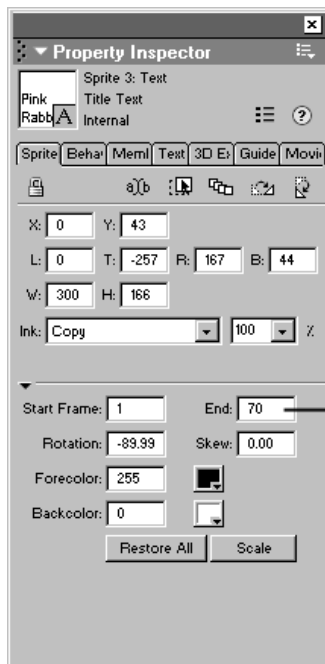 Property Inspector
Sprite 3: Text
Title Text
Internal
Pink
Rabb A
?
Sprite Beha Meml Text 3D E Guide Movi
a b
X: 0 Y: 43
L: 0 T: -257 R: 167 B: 44
W: 300 H: 166
Ink: Copy 100 %
Start Frame: 1 End: 70
Rotation: -89.99 Skew: 0.00
Forecolor: 255
Backcolor: 0
Restore All Scale